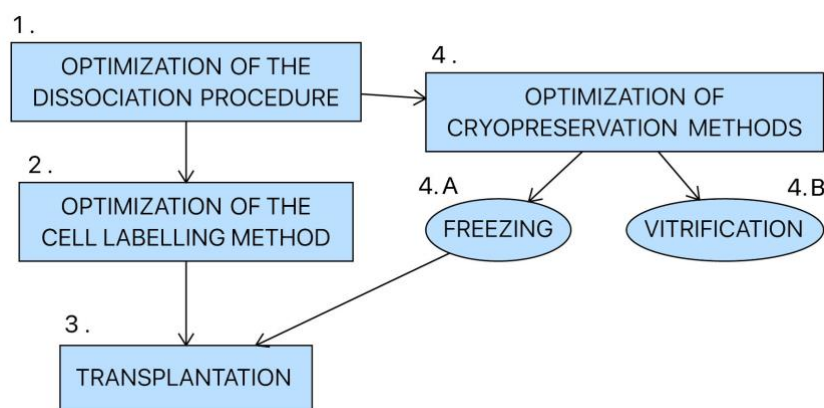 1.
OPTIMIZATION OF THE
DISSOCIATION PROCEDURE
4.
OPTIMIZATION OF
CRYOPRESERVATION METHODS
2.
OPTIMIZATION OF THE
CELL LABELLING METHOD
4.A
FREEZING
4.B
VITRIFICATION
3.
TRANSPLANTATION